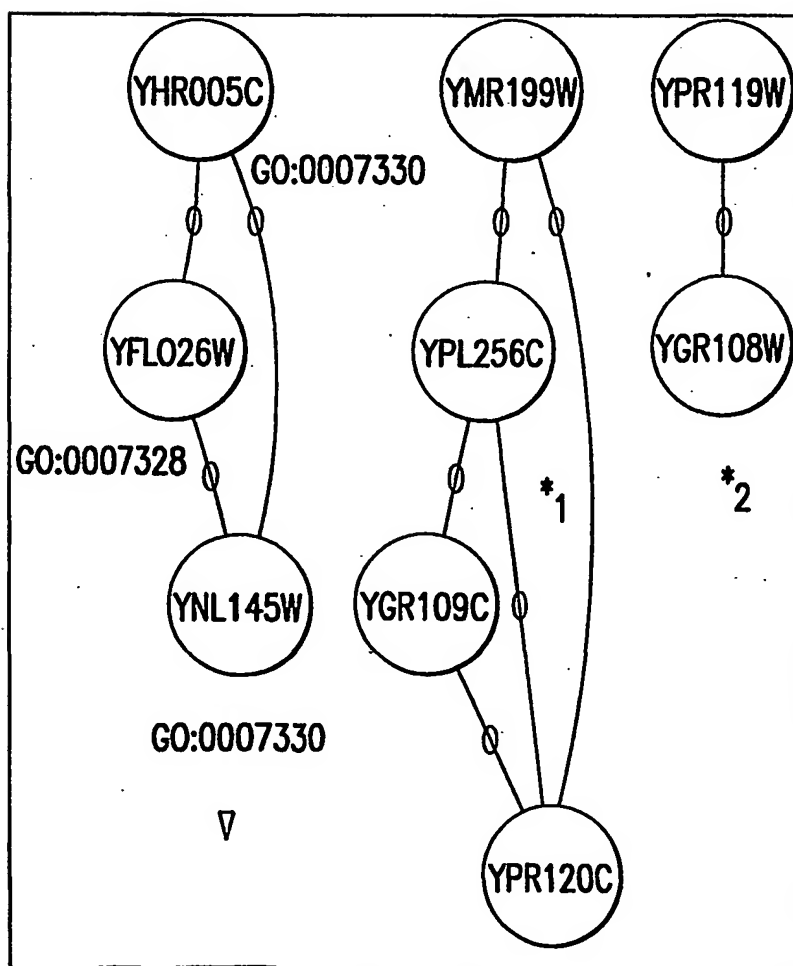 YHR005C
YMR199W
YPR119W
GO:0007330
YFL026W
YPL256C
YGR108W
GO:0007328
*1
*2
YNL145W
YGR109C
GO:0007330
YPR120C